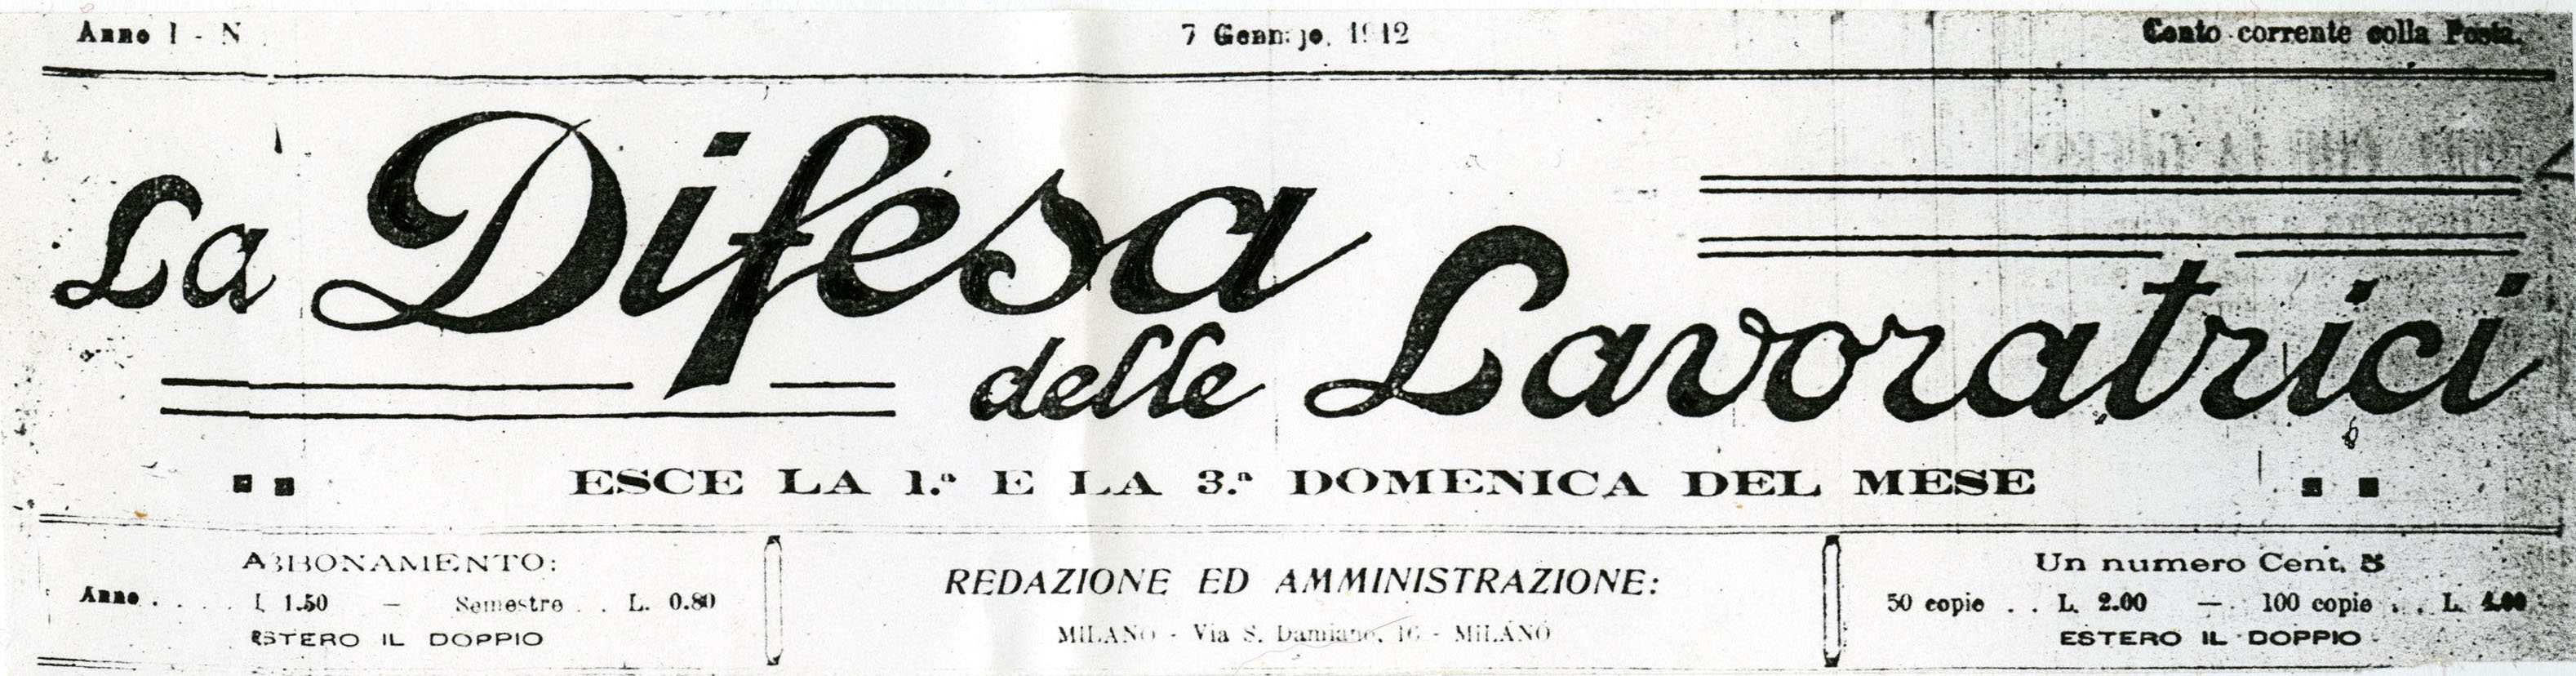 Anno I - N
7 Gennajo, 1912
Conto corrente colla Posta.
La Difesa
delle Lavoratrici
ESCE LA 1.ª E LA 3.ª DOMENICA DEL MESE
ABBONAMENTO:
Anno . . . . L 1.50 — Semestre . . L. 0.80
ESTERO IL DOPPIO
REDAZIONE ED AMMINISTRAZIONE:
MILANO - Via S. Damiano, 16 - MILANO
Un numero Cent. 5
50 copie . . L. 2.00 — 100 copie . . L. 4.00
ESTERO IL DOPPIO